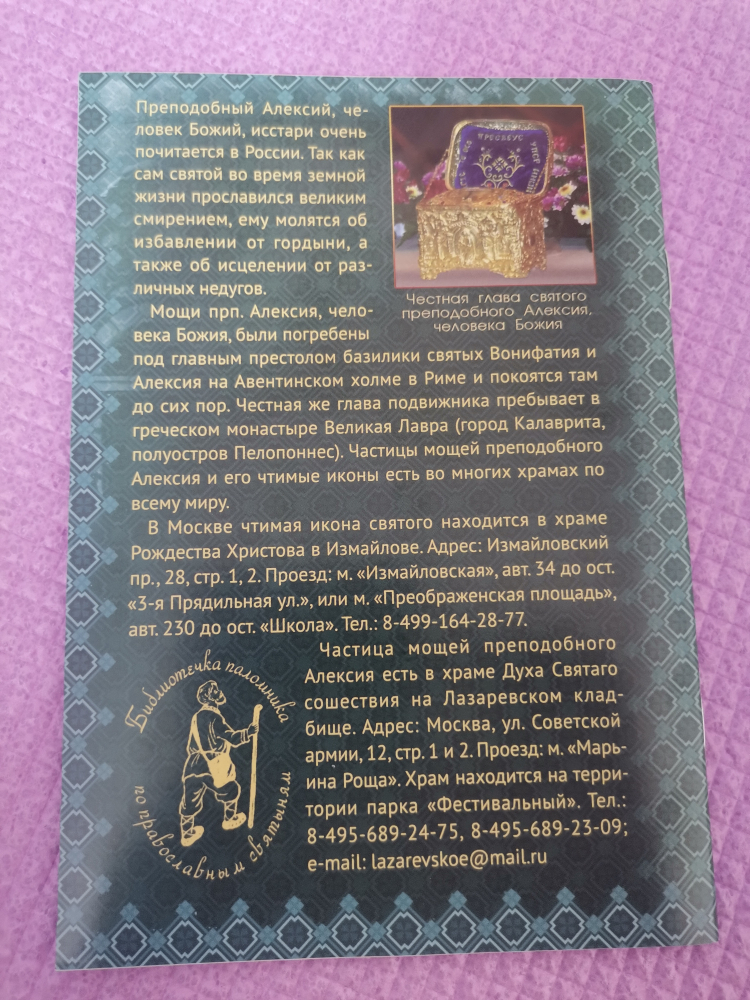 Преподобный Алексий, че-
ловек Божий, исстари очень
почитается в России. Так как
сам святой во время земной
жизни прославился великим
смирением, ему молятся об
избавлении от гордыни, а
также об исцелении от раз-
личных недугов.
Честная глава святого
преподобного Алексия,
человека Божия
Мощи прп. Алексия, чело-
века Божия, были погребены
под главным престолом базилики святых Вонифатия и
Алексия на Авентинском холме в Риме и покоятся там
до сих пор. Честная же глава подвижника пребывает в
греческом монастыре Великая Лавра (город Калаврита,
полуостров Пелопоннес). Частицы мощей преподобного
Алексия и его чтимые иконы есть во многих храмах по
всему миру.
В Москве чтимая икона святого находится в храме
Рождества Христова в Измайлове. Адрес: Измайловский
пр., 28, стр. 1, 2. Проезд: м. «Измайловская», авт. 34 до ост.
«3-я Прядильная ул.», или м. «Преображенская площадь»,
авт. 230 до ост. «Школа». Тел.: 8-499-164-28-77.
Частица мощей преподобного
Алексия есть в храме Духа Святаго
сошествия на Лазаревском клад-
бище. Адрес: Москва, ул. Советской
армии, 12, стр. 1 и 2. Проезд: м. «Марь-
ина Роща». Храм находится на терри-
тории парка «Фестивальный». Тел.:
8-495-689-24-75, 8-495-689-23-09;
e-mail: lazarevskoe@mail.ru
Библиотечка паломника
по православным святыням